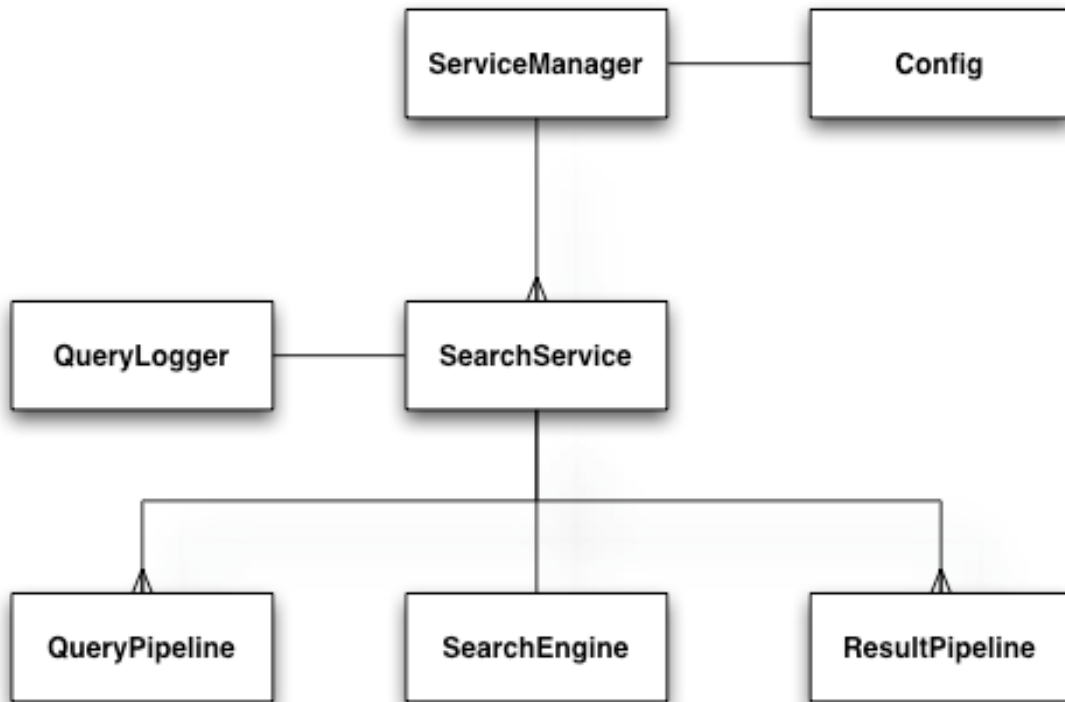 ServiceManager
Config
QueryLogger
SearchService
QueryPipeline
SearchEngine
ResultPipeline